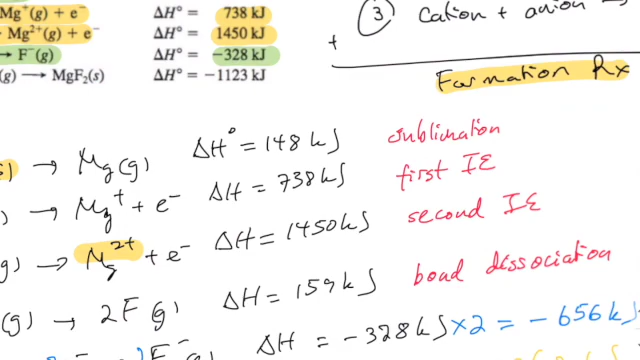 Mg⁺(g) + e⁻ ΔH° = 738 kJ
Mg²⁺(g) + e⁻ ΔH° = 1450 kJ
F⁻(g) ΔH° = −328 kJ
(g) ⟶ MgF₂(s) ΔH° = −1123 kJ
③ Cation + anion →
+
Formation Rx
→ Mg(g) ΔH° = 148 kJ sublimation
→ Mg⁺ + e⁻ ΔH = 738 kJ first IE
g) → Mg²⁺ + e⁻ ΔH = 1450 kJ second IE
(g) → 2F(g) ΔH = 159 kJ bond dissociation
F⁻ ΔH = −328 kJ ×2 = −656 k